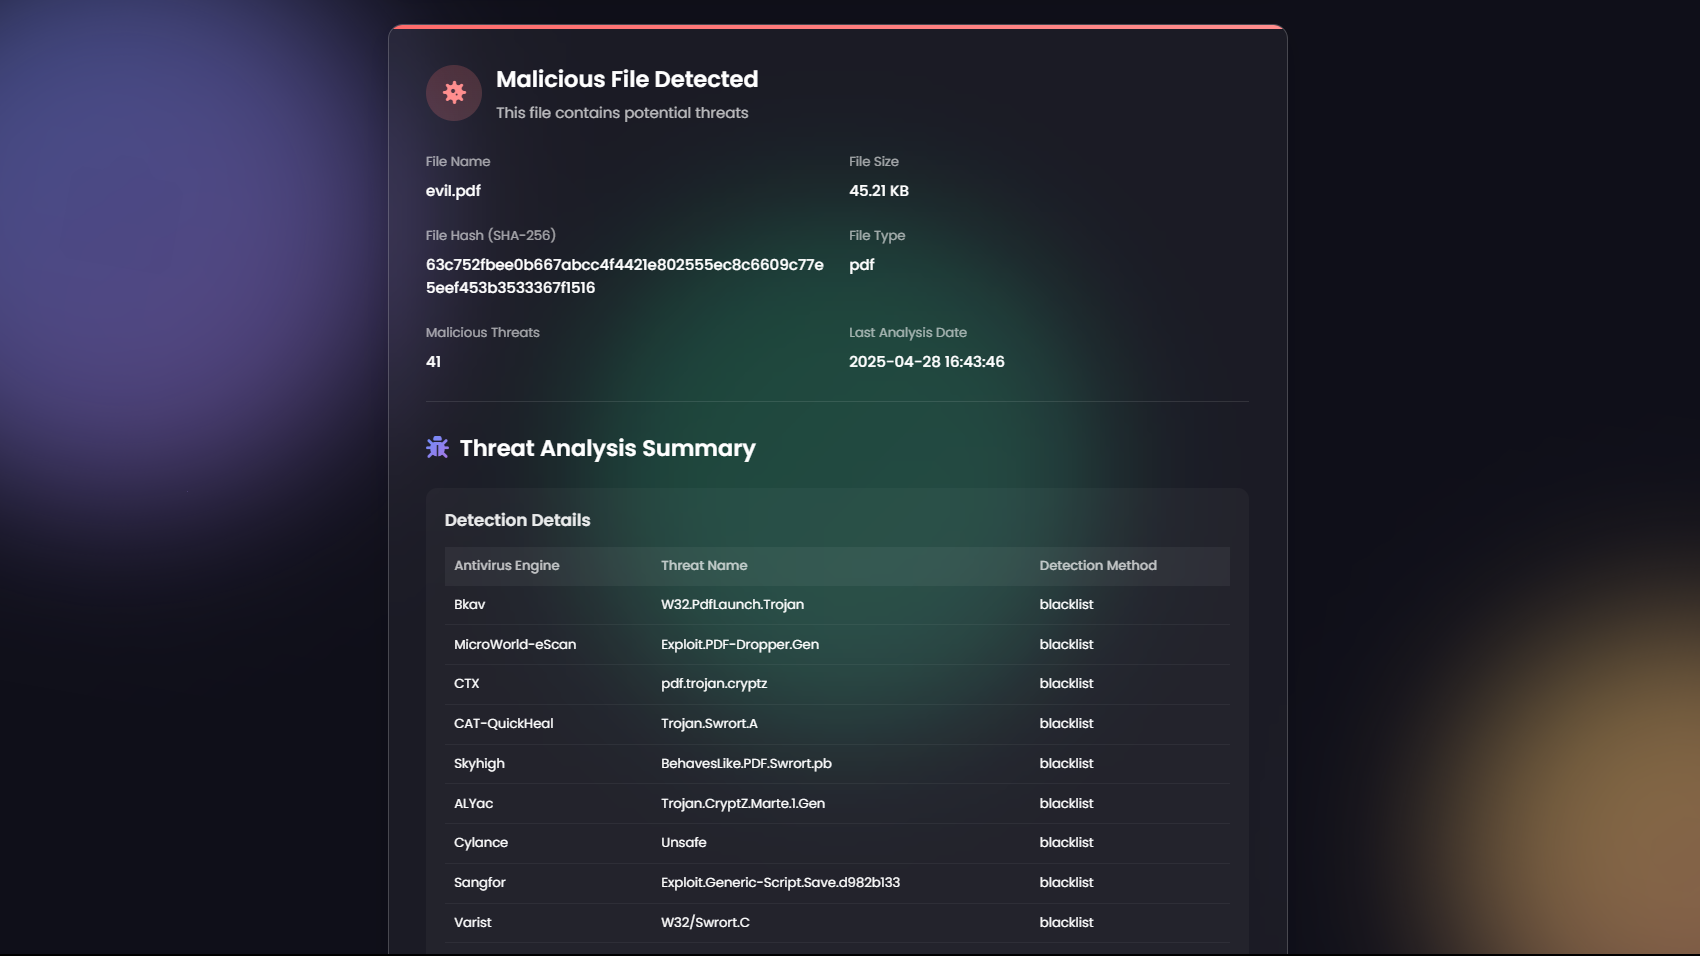 Malicious File Detected
This file contains potential threats
File Name
File Size
evil.pdf
45.21 KB
File Hash (SHA-256)
File Type
63c752fbee0b667abcc4f4421e802555ec8c6609c77e
pdf
5eef453b3533367f1516
Malicious Threats
Last Analysis Date
41
2025-04-28 16:43:46
Threat Analysis Summary
Detection Details
Antivirus Engine Threat Name Detection Method
Bkav W32.PdfLaunch.Trojan blacklist
MicroWorld-eScan Exploit.PDF-Dropper.Gen blacklist
CTX pdf.trojan.cryptz blacklist
CAT-QuickHeal Trojan.Swrort.A blacklist
Skyhigh BehavesLike.PDF.Swrort.pb blacklist
ALYac Trojan.CryptZ.Marte.1.Gen blacklist
Cylance Unsafe blacklist
Sangfor Exploit.Generic-Script.Save.d982b133 blacklist
Varist W32/Swrort.C blacklist